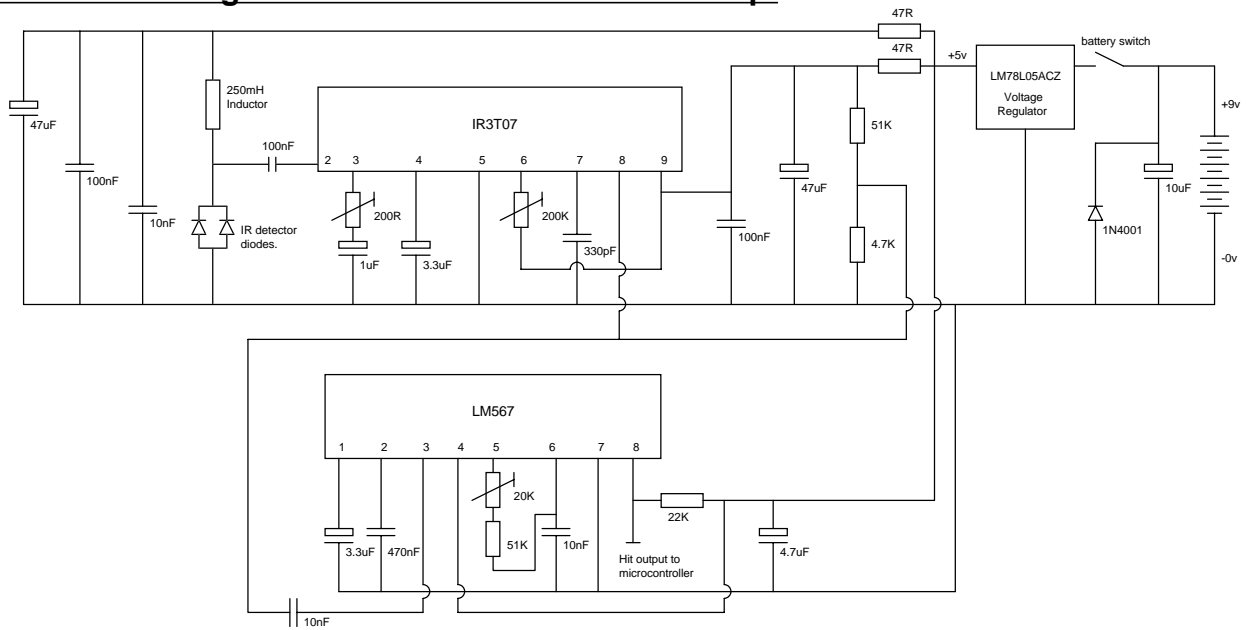 47R
47R
+5v
battery switch
LM78L05ACZ
Voltage
Regulator
+9v
250mH
Inductor
IR3T07
51K
47uF
100nF
2 3 4 5 6 7 8 9
100nF
200R
200K
47uF
10uF
10nF
IR detector
diodes.
1uF
3.3uF
330pF
100nF
4.7K
1N4001
-0v
LM567
1 2 3 4 5 6 7 8
20K
22K
3.3uF
470nF
51K
10nF
Hit output to
microcontroller
4.7uF
10nF